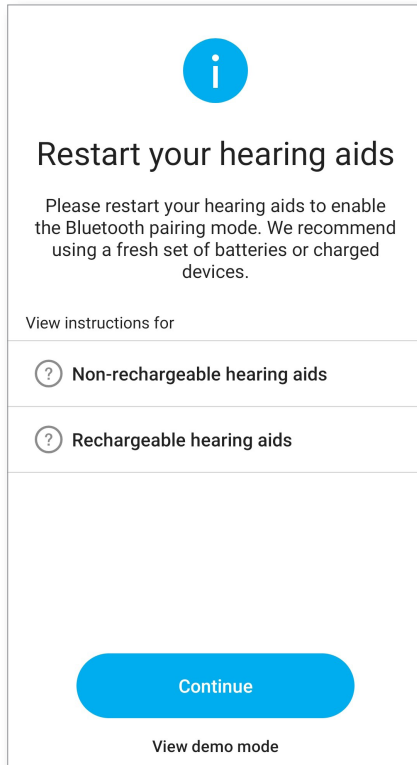 i
Restart your hearing aids
Please restart your hearing aids to enable
the Bluetooth pairing mode. We recommend
using a fresh set of batteries or charged
devices.
View instructions for
? Non-rechargeable hearing aids
? Rechargeable hearing aids
Continue
View demo mode